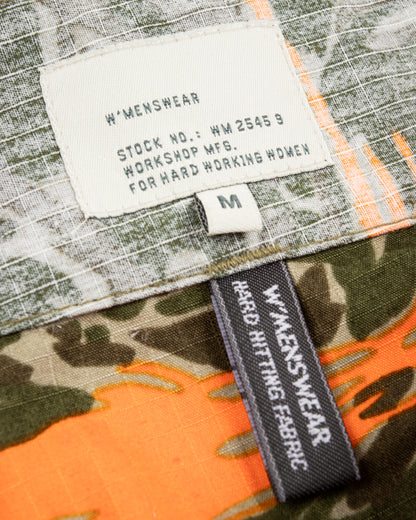 W'MENSWEAR
STOCK NO.: WM 2545 9
WORKSHOP MFG.
FOR HARD WORKING WOMEN
M
W'MENSWEAR
HARD HITTING FABRIC